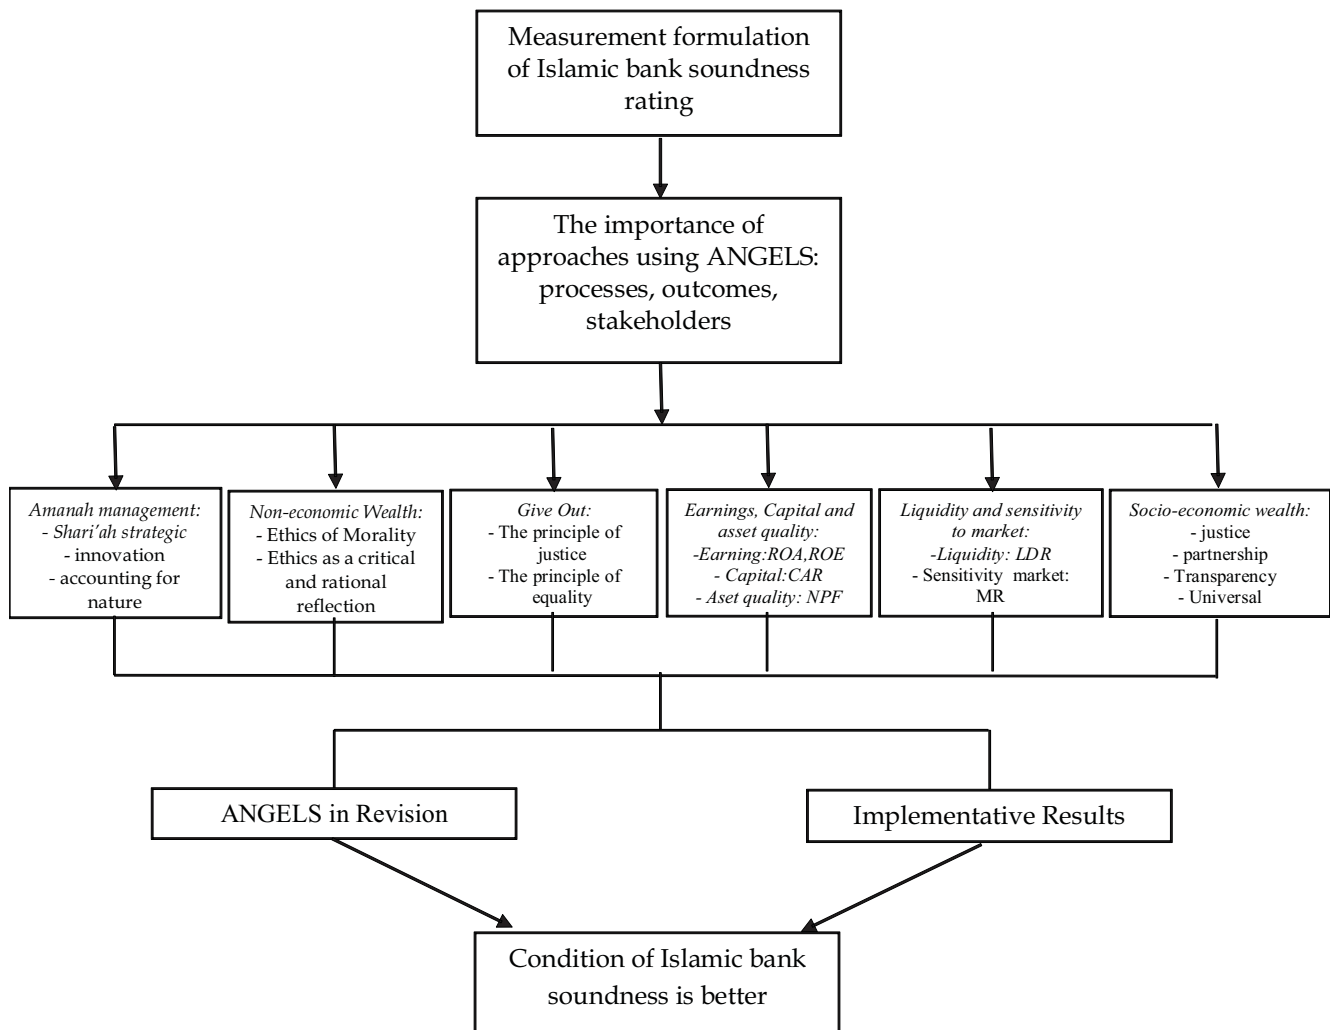 Measurement formulation
of Islamic bank soundness
rating
The importance of
approaches using ANGELS:
processes, outcomes,
stakeholders
Amanah management:
- Shari'ah strategic
- innovation
- accounting for
nature
Non-economic Wealth:
- Ethics of Morality
- Ethics as a critical
and rational
reflection
Give Out:
- The principle of
justice
- The principle of
equality
Earnings, Capital and
asset quality:
-Earning:ROA,ROE
- Capital:CAR
- Aset quality: NPF
Liquidity and sensitivity
to market:
-Liquidity: LDR
- Sensitivity market:
MR
Socio-economic wealth:
- justice
- partnership
- Transparency
- Universal
ANGELS in Revision
Implementative Results
Condition of Islamic bank
soundness is better